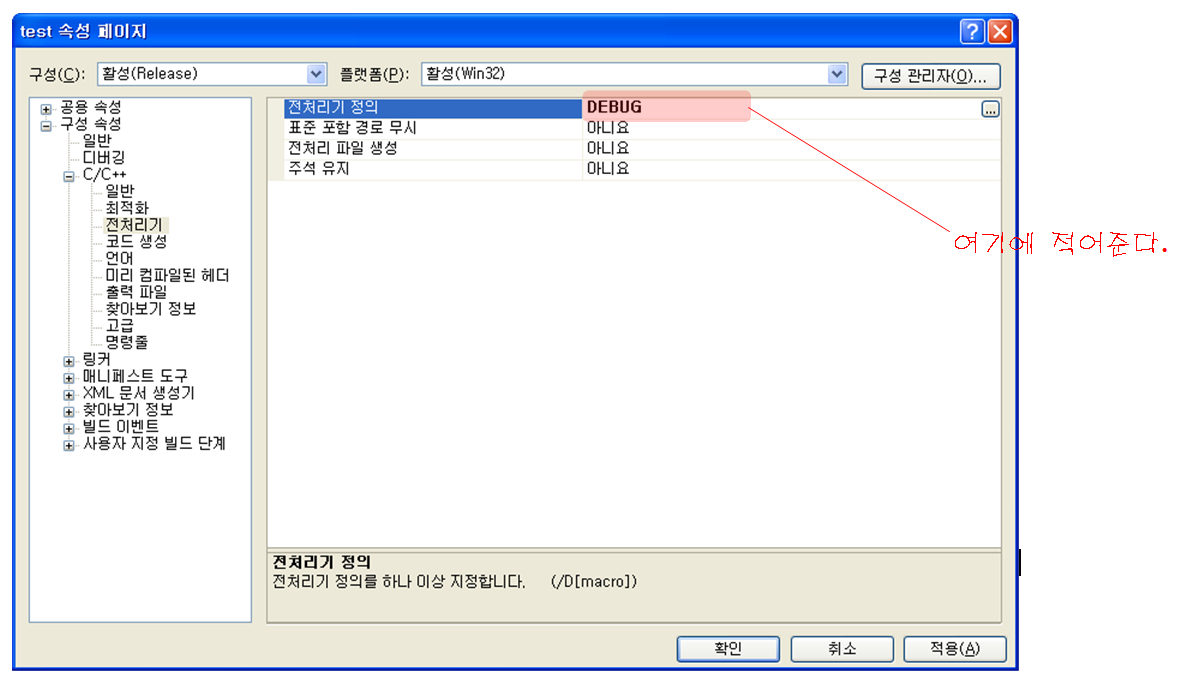 test 속성 페이지
구성(C): 활성(Release) 플랫폼(P): 활성(Win32) 구성 관리자(O)...
공용 속성
구성 속성
일반
디버깅
C/C++
일반
최적화
전처리기
코드 생성
언어
미리 컴파일된 헤더
출력 파일
찾아보기 정보
고급
명령줄
링커
매니페스트 도구
XML 문서 생성기
찾아보기 정보
빌드 이벤트
사용자 지정 빌드 단계
전처리기 정의 DEBUG ...
표준 포함 경로 무시 아니요
전처리 파일 생성 아니요
주석 유지 아니요
여기에 적어준다.
전처리기 정의
전처리기 정의를 하나 이상 지정합니다. (/D[macro])
확인 취소 적용(A)